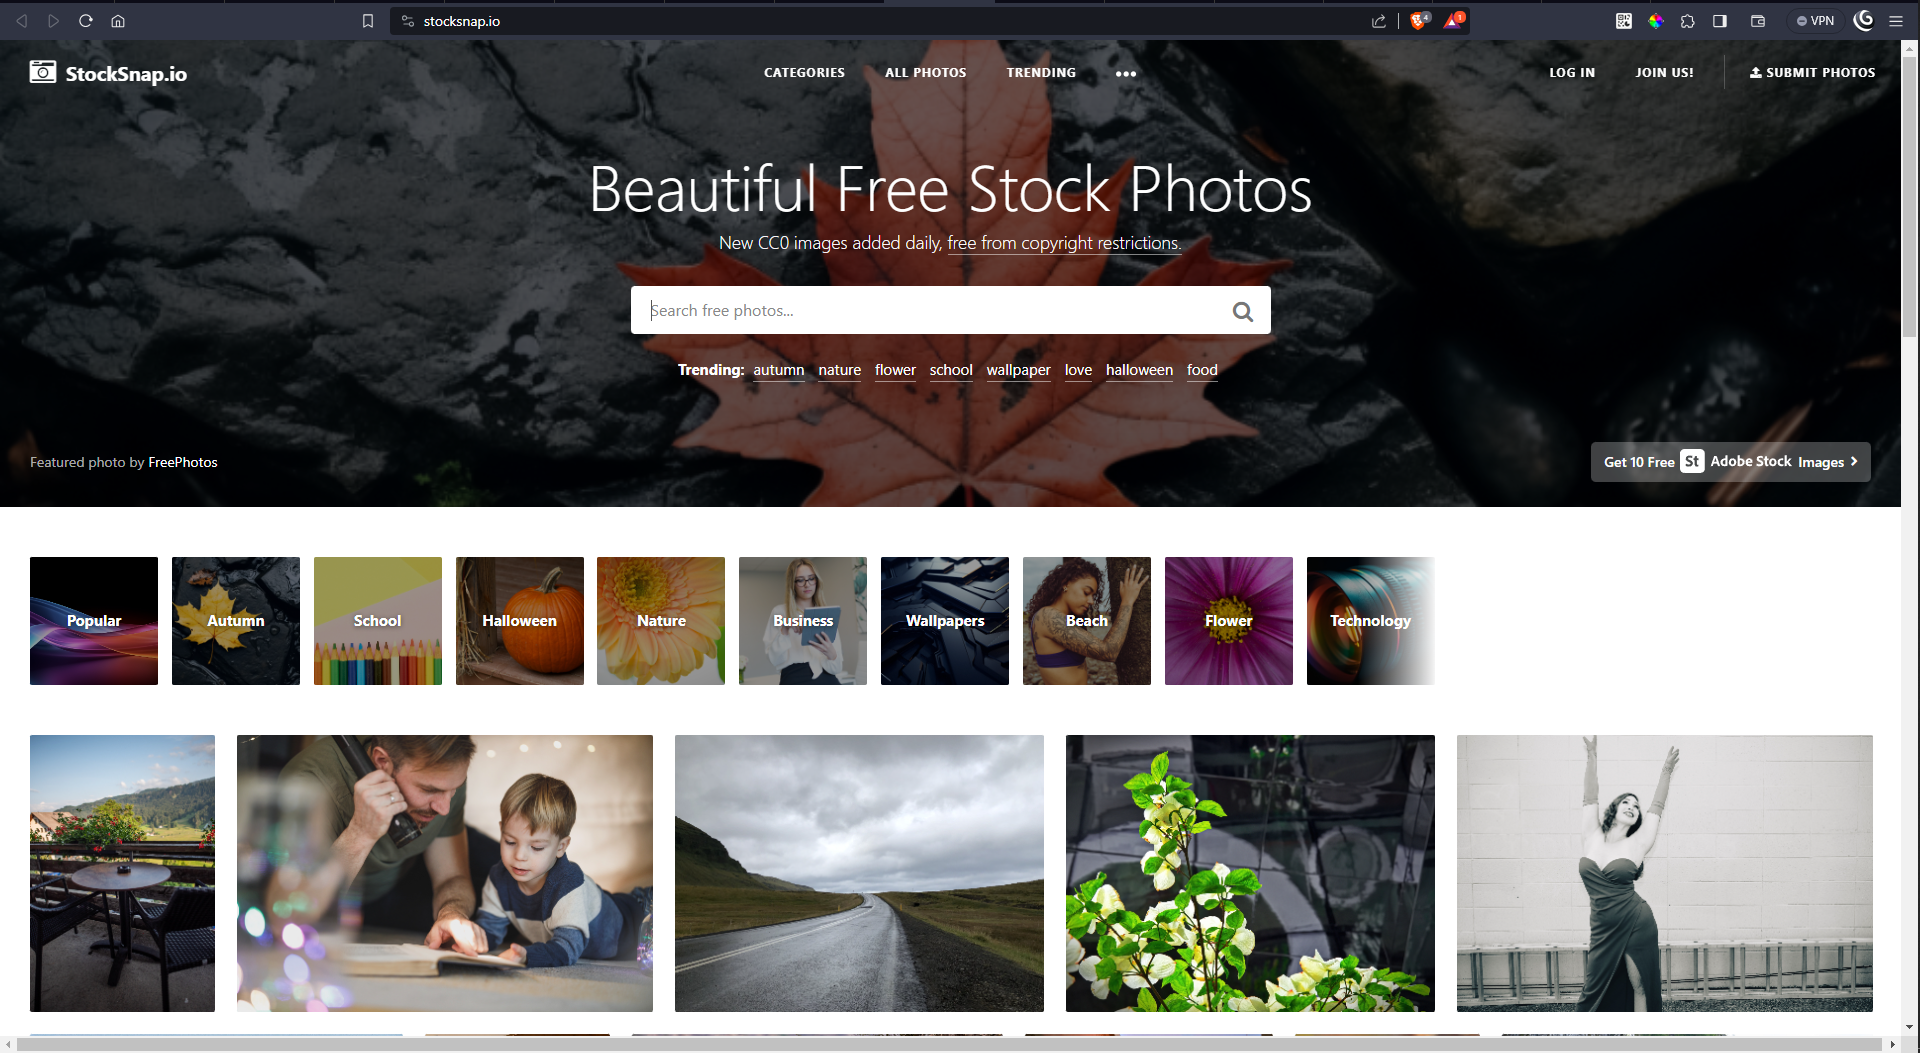 stocksnap.io
4
1
VPN
StockSnap.io
CATEGORIES ALL PHOTOS TRENDING •••
LOG IN JOIN US! SUBMIT PHOTOS
Beautiful Free Stock Photos
New CC0 images added daily, free from copyright restrictions.
Search free photos...
Trending: autumn nature flower school wallpaper love halloween food
Featured photo by FreePhotos
Get 10 Free St Adobe Stock Images
Popular
Autumn
School
Halloween
Nature
Business
Wallpapers
Beach
Flower
Technology